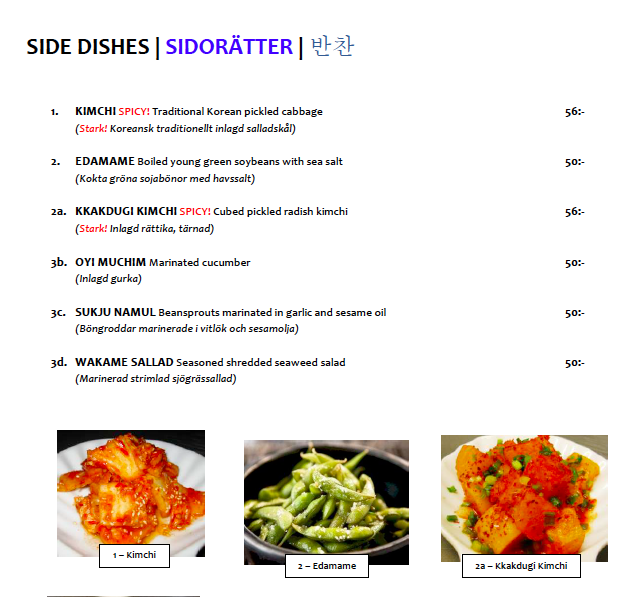 SIDE DISHES | SIDORÄTTER | 반찬
1. KIMCHI SPICY! Traditional Korean pickled cabbage 56:-
(Stark! Koreansk traditionellt inlagd salladskål)
2. EDAMAME Boiled young green soybeans with sea salt 50:-
(Kokta gröna sojabönor med havssalt)
2a. KKAKDUGI KIMCHI SPICY! Cubed pickled radish kimchi 56:-
(Stark! Inlagd rättika, tärnad)
3b. OYI MUCHIM Marinated cucumber 50:-
(Inlagd gurka)
3c. SUKJU NAMUL Beansprouts marinated in garlic and sesame oil 50:-
(Böngroddar marinerade i vitlök och sesamolja)
3d. WAKAME SALLAD Seasoned shredded seaweed salad 50:-
(Marinerad strimlad sjögrässallad)
1 – Kimchi
2 – Edamame
2a – Kkakdugi Kimchi